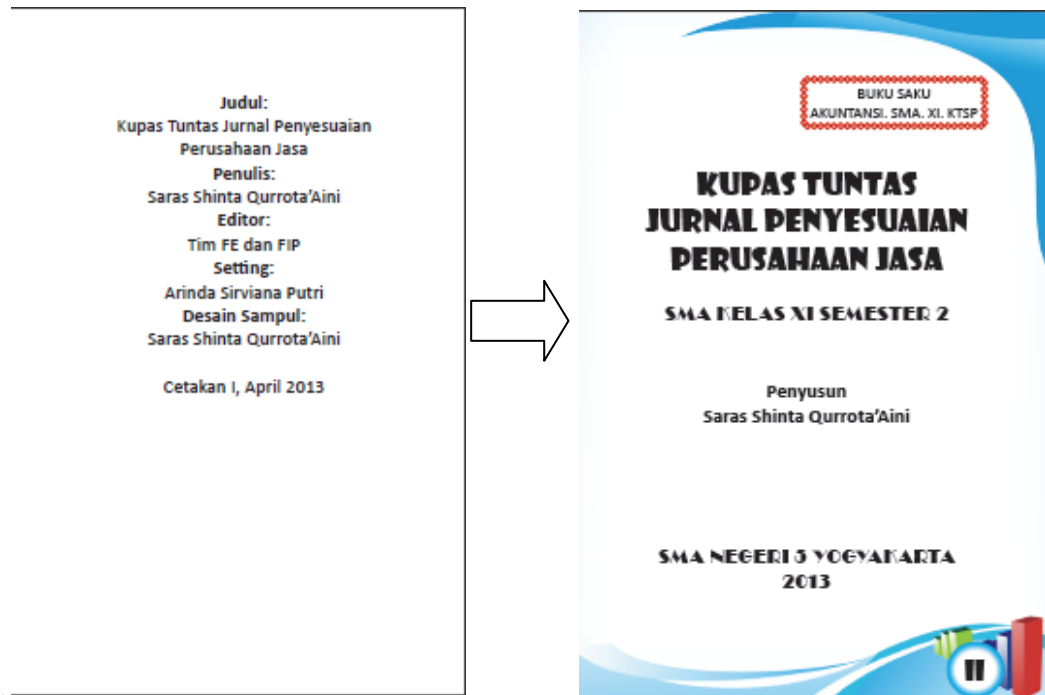 Judul:
Kupas Tuntas Jurnal Penyesuaian
Perusahaan Jasa
Penulis:
Saras Shinta Qurrota'Aini
Editor:
Tim FE dan FIP
Setting:
Arinda Sirviana Putri
Desain Sampul:
Saras Shinta Qurrota'Aini
Cetakan I, April 2013
BUKU SAKU
AKUNTANSI. SMA. XI. KTSP
KUPAS TUNTAS
JURNAL PENYESUAIAN
PERUSAHAAN JASA
SMA KELAS XI SEMESTER 2
Penyusun
Saras Shinta Qurrota'Aini
SMA NEGERI 5 YOGYAKARTA
2013
II